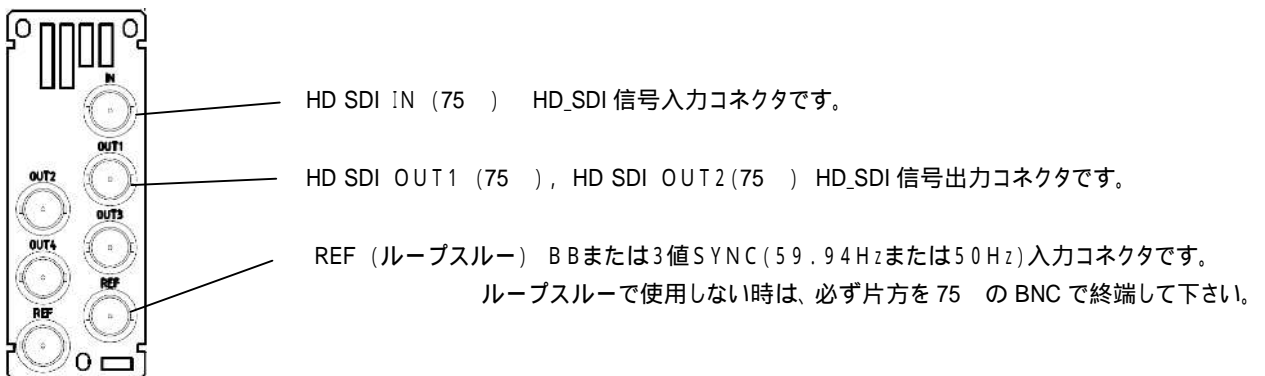 IN
HD SDI IN (75 ) HD_SDI 信号入力コネクタです。
OUT1
OUT2
HD SDI OUT1 (75 ), HD SDI OUT2(75 ) HD_SDI 信号出力コネクタです。
OUT3
OUT4
REF (ループスルー) BBまたは3値SYNC(59.94Hzまたは50Hz)入力コネクタです。
REF
ループスルーで使用しない時は、必ず片方を 75 の BNC で終端して下さい。
REF